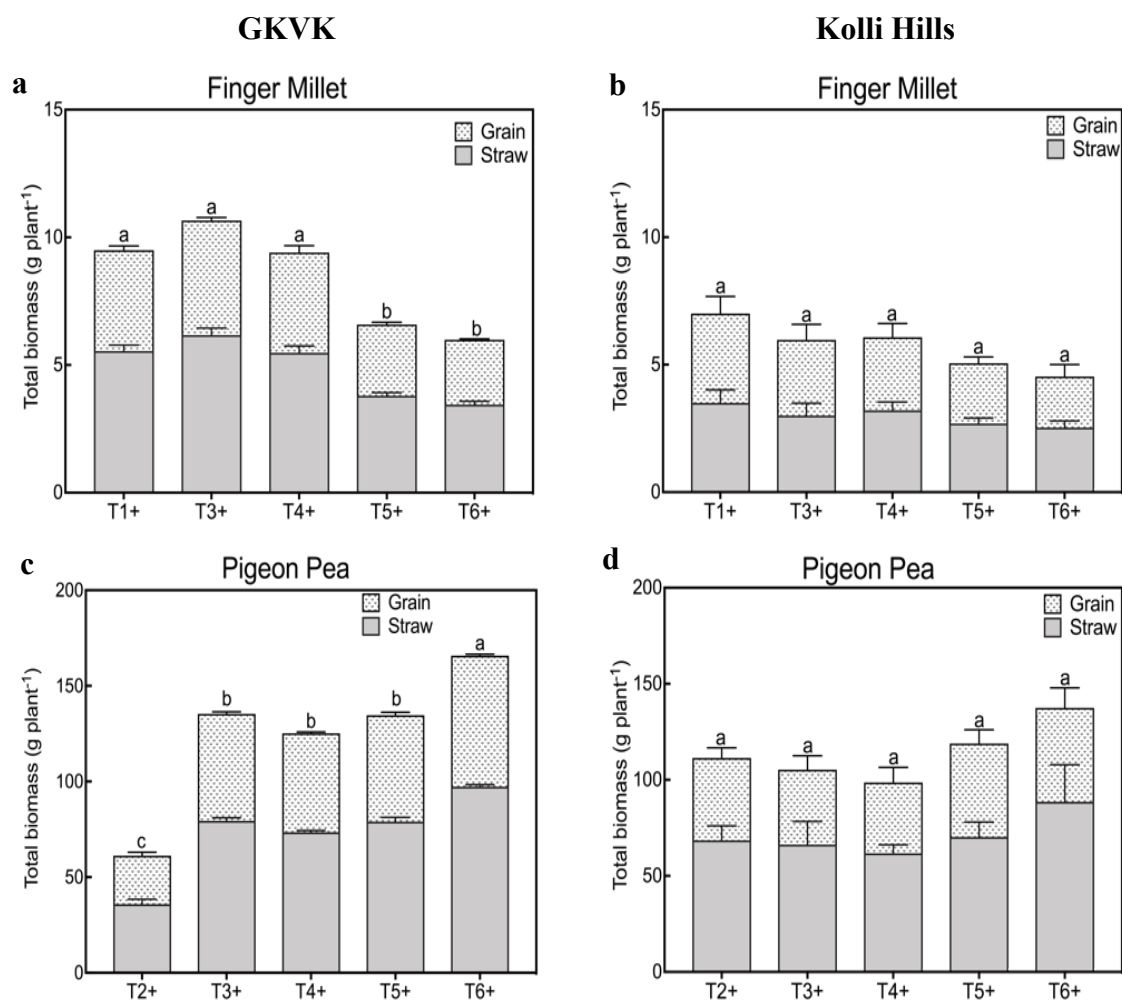 GKVK
Kolli Hills
a
Finger Millet
Total biomass (g plant⁻¹)
15
10
5
0
Grain
Straw
a
a
a
b
b
T1+ T3+ T4+ T5+ T6+
b
Finger Millet
Total biomass (g plant⁻¹)
15
10
5
0
Grain
Straw
a
a
a
a
a
T1+ T3+ T4+ T5+ T6+
c
Pigeon Pea
Total biomass (g plant⁻¹)
200
150
100
50
0
Grain
Straw
c
b
b
b
a
T2+ T3+ T4+ T5+ T6+
d
Pigeon Pea
Total biomass (g plant⁻¹)
200
150
100
50
0
Grain
Straw
a
a
a
a
a
T2+ T3+ T4+ T5+ T6+